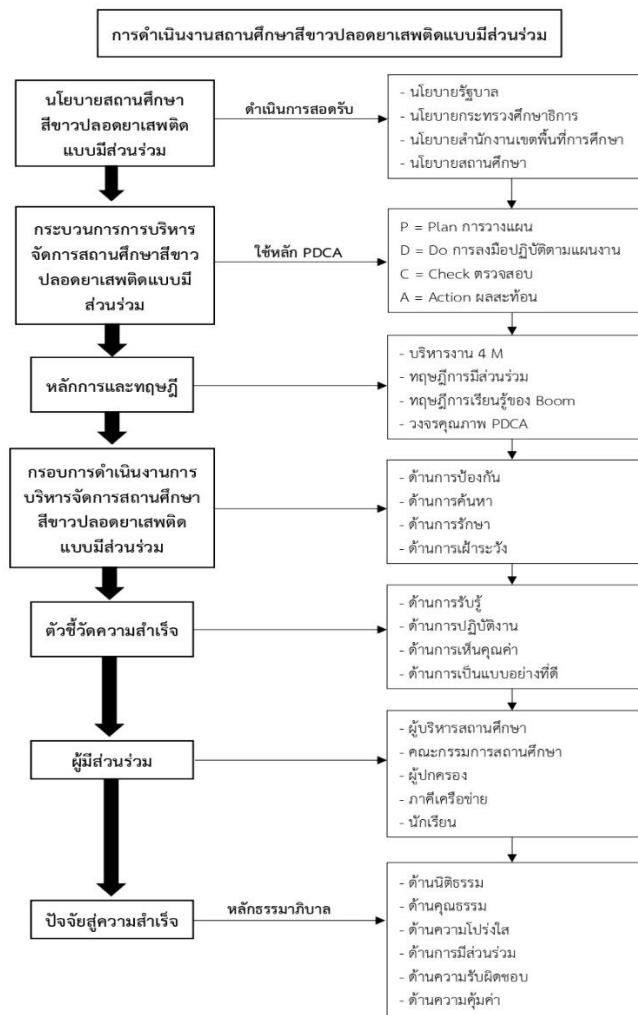 การดำเนินงานสถานศึกษาสีขาวปลอดยาเสพติดแบบมีส่วนร่วม
นโยบายสถานศึกษา
สีขาวปลอดยาเสพติด
แบบมีส่วนร่วม
ดำเนินการสอดรับ
- นโยบายรัฐบาล
- นโยบายกระทรวงศึกษาธิการ
- นโยบายสำนักงานเขตพื้นที่การศึกษา
- นโยบายสถานศึกษา
กระบวนการการบริหาร
จัดการสถานศึกษาสีขาว
ปลอดยาเสพติดแบบมี
ส่วนร่วม
ใช้หลัก PDCA
P = Plan การวางแผน
D = Do การลงมือปฏิบัติตามแผนงาน
C = Check ตรวจสอบ
A = Action ผลสะท้อน
หลักการและทฤษฎี
- บริหารงาน 4 M
- ทฤษฎีการมีส่วนร่วม
- ทฤษฎีการเรียนรู้ของ Boom
- วงจรคุณภาพ PDCA
กรอบการดำเนินงานการ
บริหารจัดการสถานศึกษา
สีขาวปลอดยาเสพติด
แบบมีส่วนร่วม
- ด้านการป้องกัน
- ด้านการค้นหา
- ด้านการรักษา
- ด้านการเฝ้าระวัง
ตัวชี้วัดความสำเร็จ
- ด้านการรับรู้
- ด้านการปฏิบัติงาน
- ด้านการเห็นคุณค่า
- ด้านการเป็นแบบอย่างที่ดี
ผู้มีส่วนร่วม
- ผู้บริหารสถานศึกษา
- คณะกรรมการสถานศึกษา
- ผู้ปกครอง
- ภาคีเครือข่าย
- นักเรียน
ปัจจัยสู่ความสำเร็จ
หลักธรรมาภิบาล
- ด้านนิติธรรม
- ด้านคุณธรรม
- ด้านความโปร่งใส
- ด้านการมีส่วนร่วม
- ด้านความรับผิดชอบ
- ด้านความคุ้มค่า